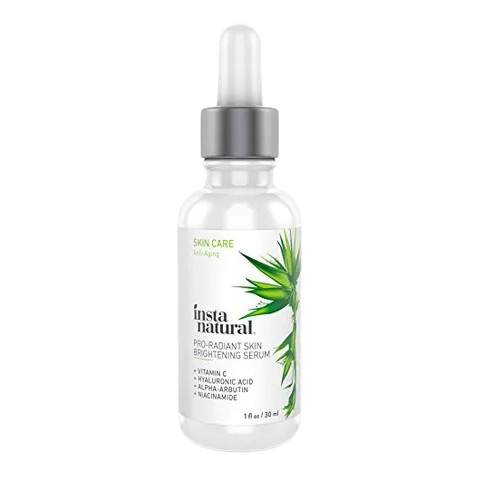 SKIN CARE
Anti-Aging
insta
natural.
PRO-RADIANT SKIN
BRIGHTENING SERUM
+ VITAMIN C
+ HYALURONIC ACID
+ ALPHA-ARBUTIN
+ NIACINAMIDE
1 fl oz / 30 ml